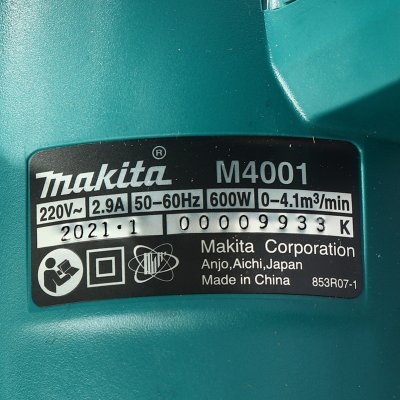 makita® M4001
220V~ 2.9A 50–60Hz 600W 0–4.1m³/min
2021·1 00009933 K
Makita Corporation
Anjo,Aichi,Japan
Made in China 853R07-1